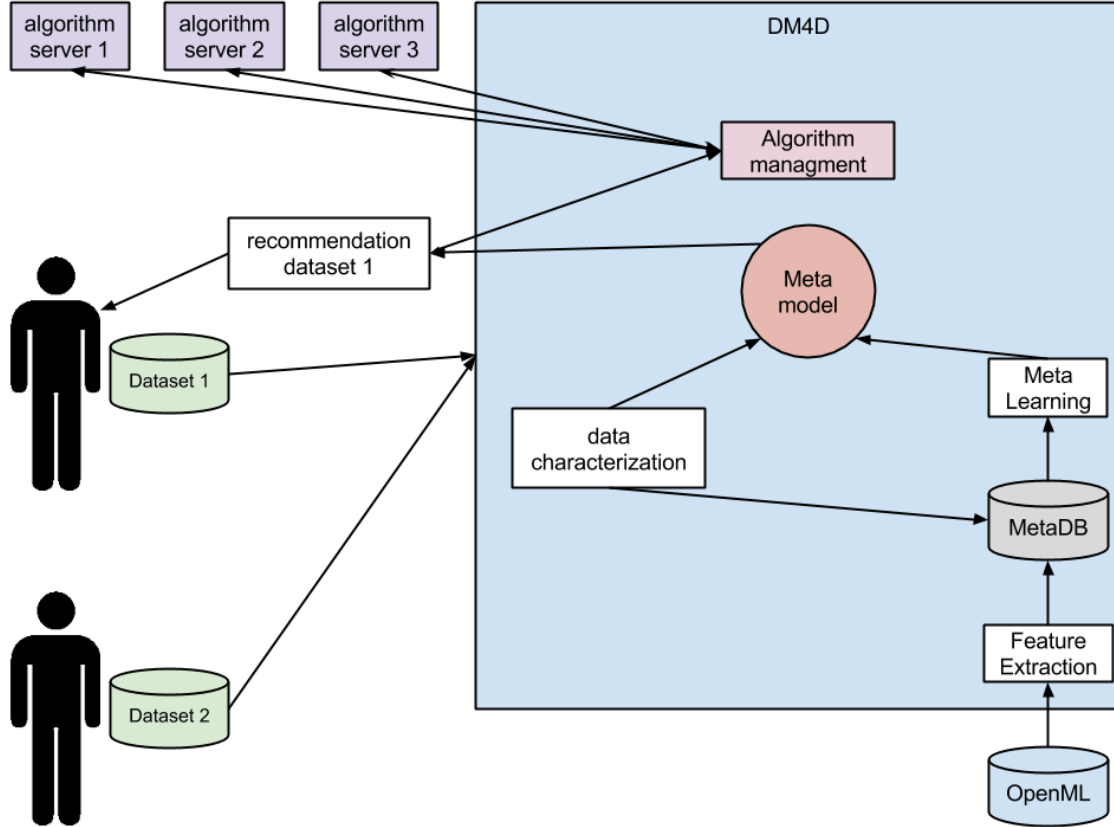 algorithm
server 1
algorithm
server 2
algorithm
server 3
DM4D
Algorithm
managment
recommendation
dataset 1
Meta
model
Dataset 1
Meta
Learning
data
characterization
MetaDB
Feature
Extraction
Dataset 2
OpenML